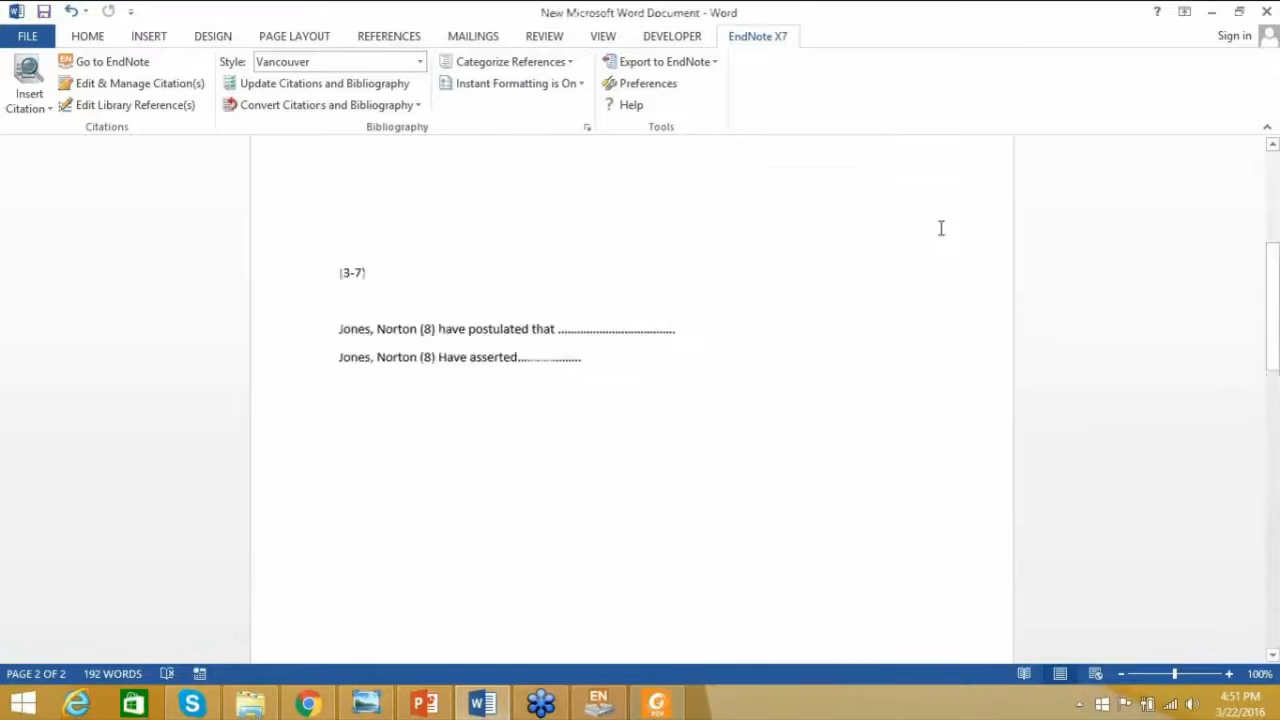 New Microsoft Word Document - Word
?
FILE HOME INSERT DESIGN PAGE LAYOUT REFERENCES MAILINGS REVIEW VIEW DEVELOPER EndNote X7 Sign in
Insert Citation
EN Go to EndNote
Edit & Manage Citation(s)
Edit Library Reference(s)
Citations
Style: Vancouver
Update Citations and Bibliography
Convert Citations and Bibliography
Bibliography
Categorize References
Instant Formatting is On
Export to EndNote
Preferences
? Help
Tools
(3-7)
Jones, Norton (8) have postulated that ......................................
Jones, Norton (8) Have asserted....................
PAGE 2 OF 2 192 WORDS 100%
EN
PDF
4:51 PM
3/22/2016